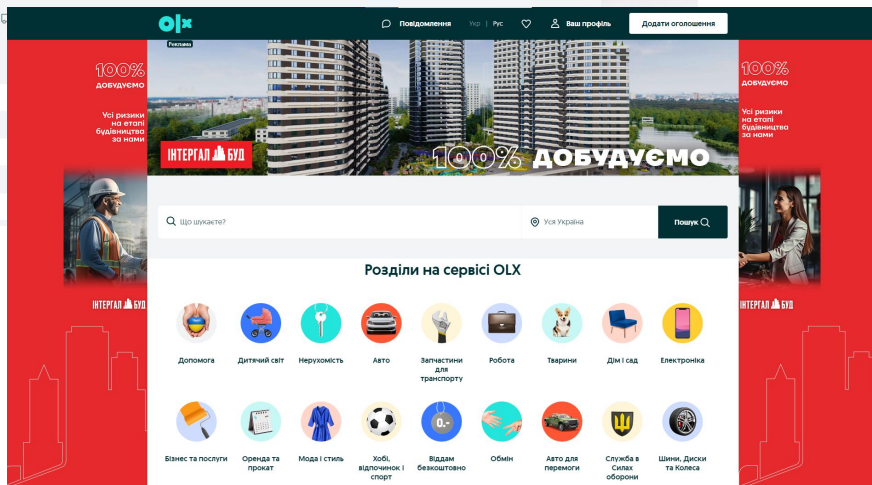 olx
Повідомлення
Укр | Рус
Ваш профіль
Додати оголошення
Реклама
100%
ДОБУДУЄМО
Усі ризики
на етапі
будівництва
за нами
ІНТЕРГАЛ БУД
ІНТЕРГАЛ БУД
100% ДОБУДУЄМО
100%
ДОБУДУЄМО
Усі ризики
на етапі
будівництва
за нами
ІНТЕРГАЛ БУД
Що шукаєте?
Уся Україна
Пошук
Розділи на сервісі OLX
Допомога
Дитячий світ
Нерухомість
Авто
Запчастини
для
транспорту
Робота
Тварини
Дім і сад
Електроніка
Бізнес та послуги
Оренда та
прокат
Мода і стиль
Хобі,
відпочинок і
спорт
0.-
Віддам
безкоштовно
Обмін
Авто для
перемоги
Служба в
Силах
оборони
Шини, Диски
та Колеса